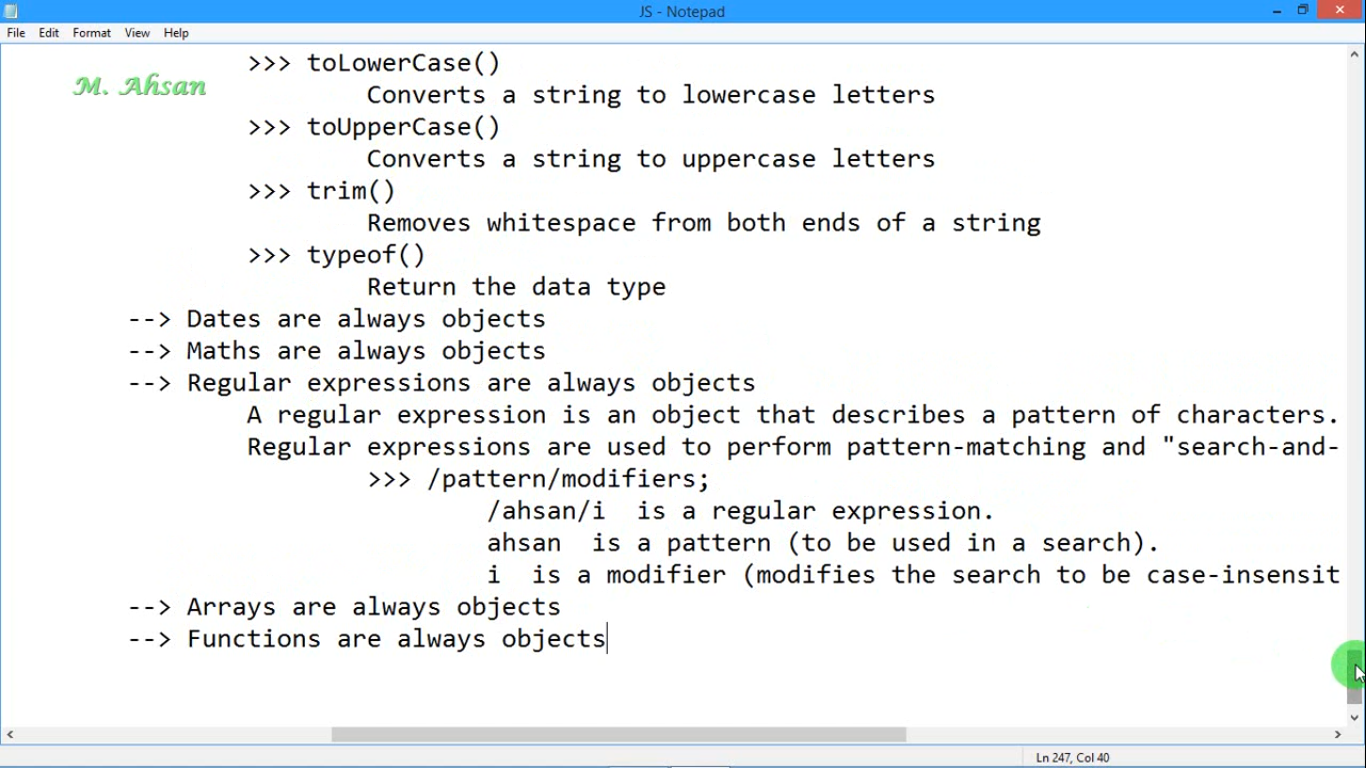 JS - Notepad
File Edit Format View Help
M. Ahsan
>>> toLowerCase()
Converts a string to lowercase letters
>>> toUpperCase()
Converts a string to uppercase letters
>>> trim()
Removes whitespace from both ends of a string
>>> typeof()
Return the data type
--> Dates are always objects
--> Maths are always objects
--> Regular expressions are always objects
A regular expression is an object that describes a pattern of characters.
Regular expressions are used to perform pattern-matching and "search-and-
>>> /pattern/modifiers;
/ahsan/i  is a regular expression.
ahsan  is a pattern (to be used in a search).
i  is a modifier (modifies the search to be case-insensit
--> Arrays are always objects
--> Functions are always objects
Ln 247, Col 40